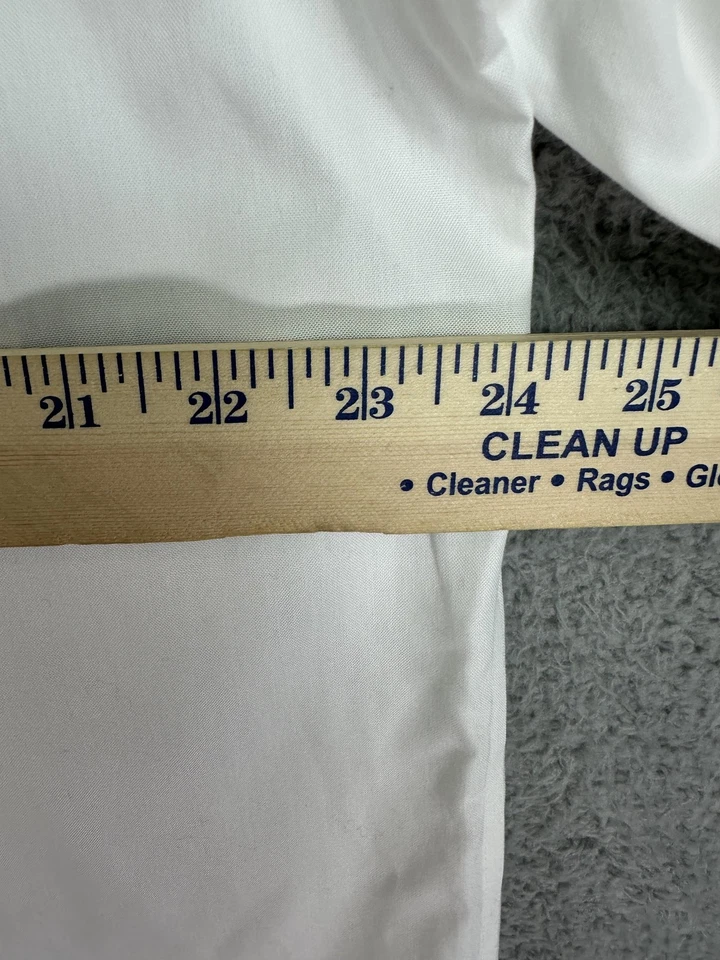 21 22 23 24 25
CLEAN UP
• Cleaner • Rags •